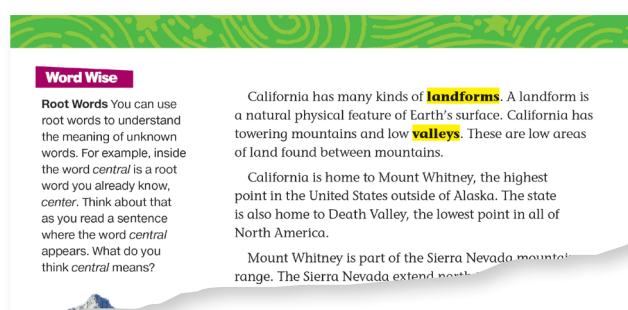 Word Wise
Root Words You can use
root words to understand
the meaning of unknown
words. For example, inside
the word central is a root
word you already know,
center. Think about that
as you read a sentence
where the word central
appears. What do you
think central means?
California has many kinds of landforms. A landform is
a natural physical feature of Earth's surface. California has
towering mountains and low valleys. These are low areas
of land found between mountains.
California is home to Mount Whitney, the highest
point in the United States outside of Alaska. The state
is also home to Death Valley, the lowest point in all of
North America.
Mount Whitney is part of the Sierra Nevada
range. The Sierra Nevada extend